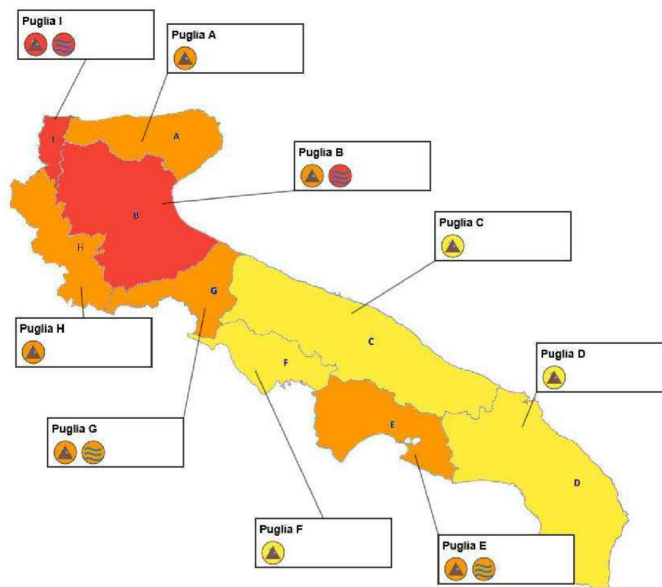 Puglia I
Puglia A
A
I
Puglia B
B
Puglia C
H
G
Puglia H
C
Puglia D
F
Puglia G
E
D
Puglia F
Puglia E